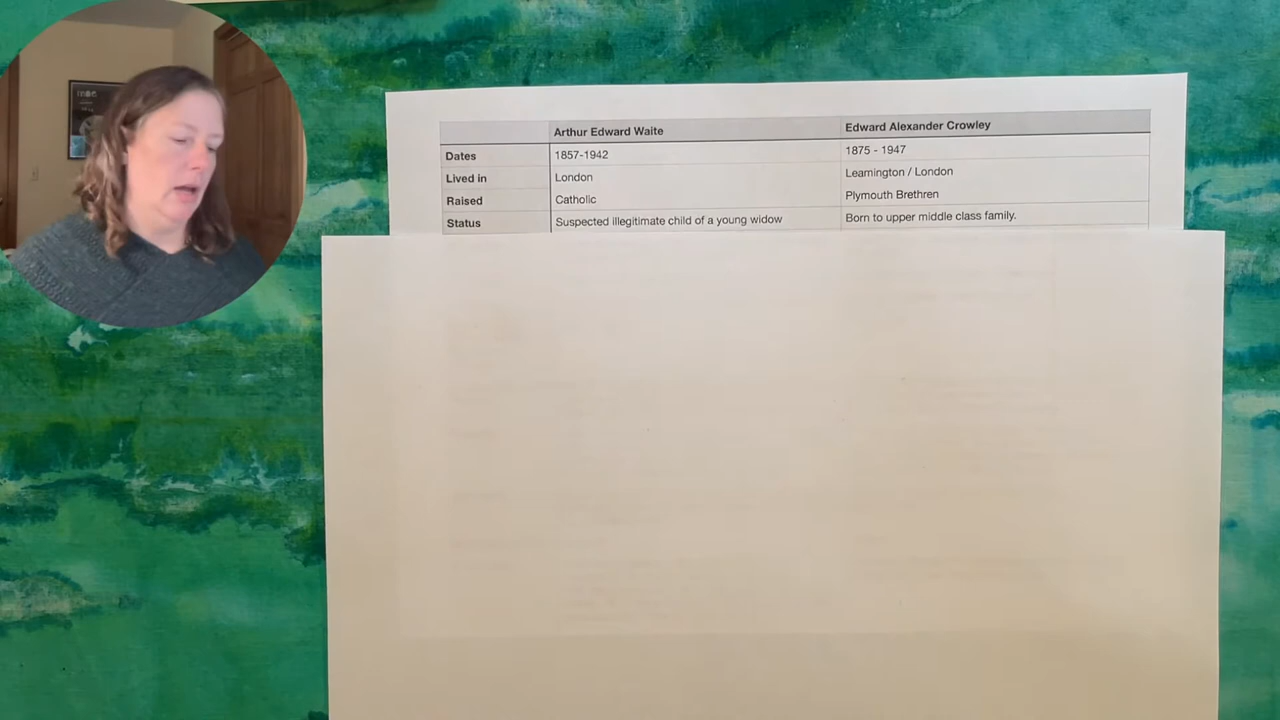 Arthur Edward Waite Edward Alexander Crowley
Dates 1857-1942 1875 - 1947
Lived in London Leamington / London
Raised Catholic Plymouth Brethren
Status Suspected illegitimate child of a young widow Born to upper middle class family.